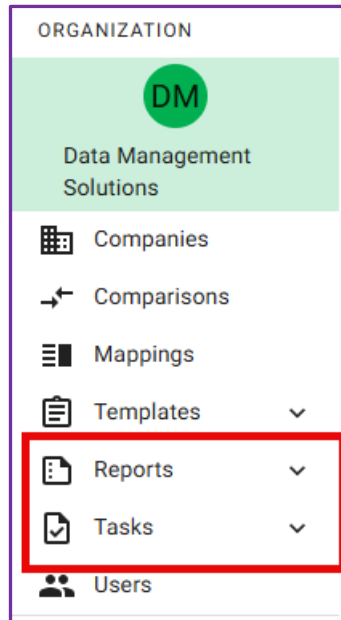 ORGANIZATION
DM
Data Management
Solutions
Companies
Comparisons
Mappings
Templates
Reports
Tasks
Users